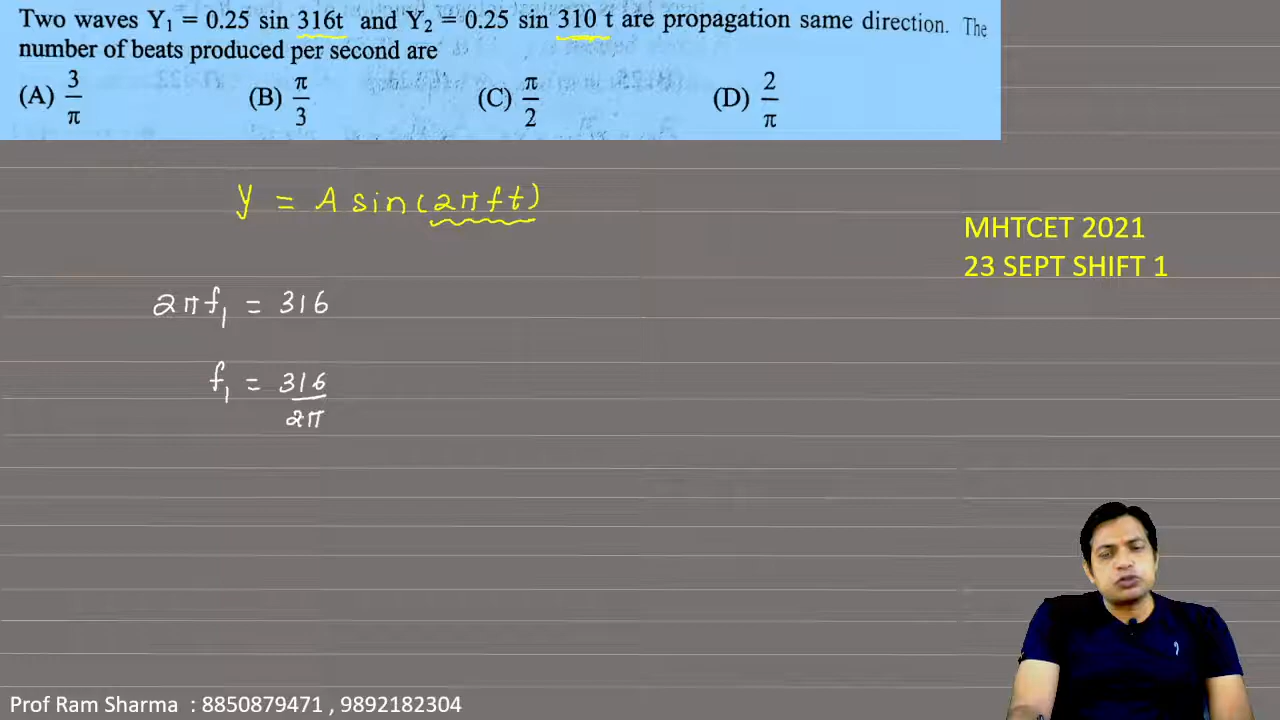 Two waves Y₁ = 0.25 sin 316t and Y₂ = 0.25 sin 310 t are propagation same direction. The
number of beats produced per second are
(A) 3/π (B) π/3 (C) π/2 (D) 2/π
y = A sin(2πft)
MHTCET 2021
23 SEPT SHIFT 1
2πf₁ = 316
f₁ = 316/2π
Prof Ram Sharma : 8850879471 , 9892182304